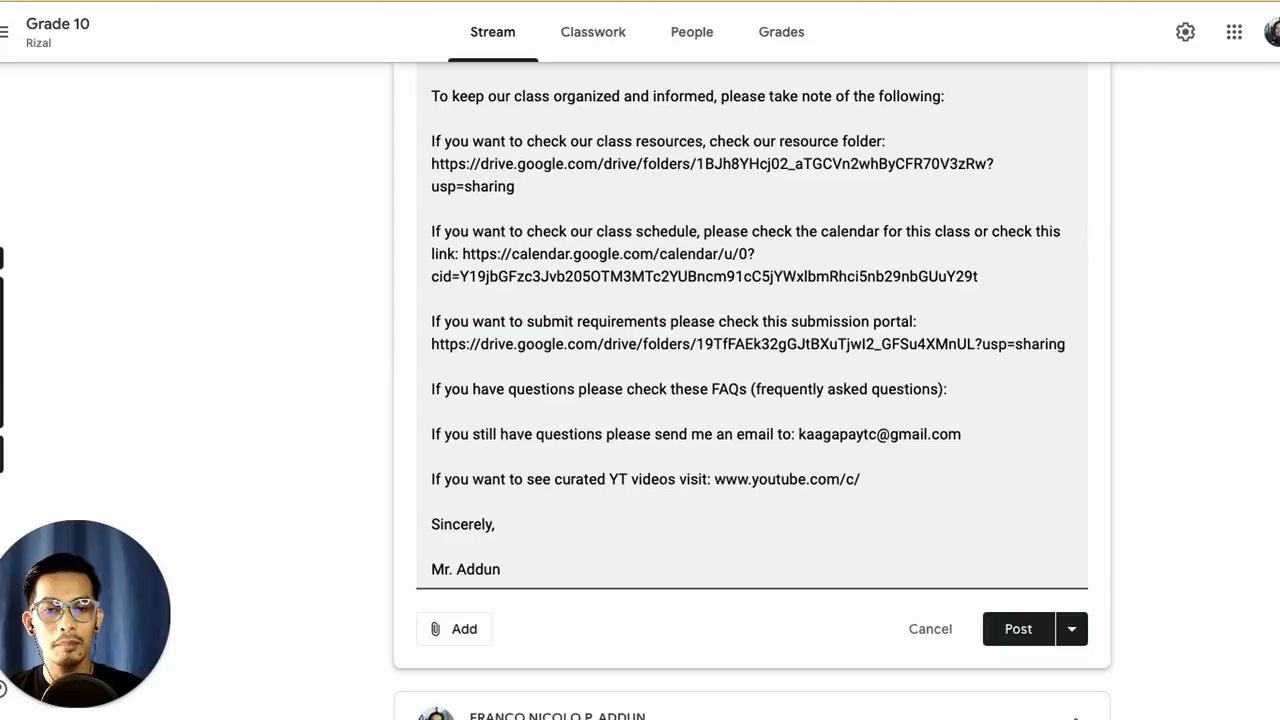 Grade 10
Rizal
Stream
Classwork
People
Grades
To keep our class organized and informed, please take note of the following:
If you want to check our class resources, check our resource folder:
https://drive.google.com/drive/folders/1BJh8YHcj02_aTGCVn2whByCFR70V3zRw?
usp=sharing
If you want to check our class schedule, please check the calendar for this class or check this
link: https://calendar.google.com/calendar/u/0?
cid=Y19jbGFzc3Jvb205OTM3MTc2YUBncm91cC5jYWxlbmRhci5nb29nbGUuY29t
If you want to submit requirements please check this submission portal:
https://drive.google.com/drive/folders/19TfFAEk32gGJtBXuTjwI2_GFSu4XMnUL?usp=sharing
If you have questions please check these FAQs (frequently asked questions):
If you still have questions please send me an email to: kaagapaytc@gmail.com
If you want to see curated YT videos visit: www.youtube.com/c/
Sincerely,
Mr. Addun
Add
Cancel
Post
FRANCO NICOLO P. ADDUN